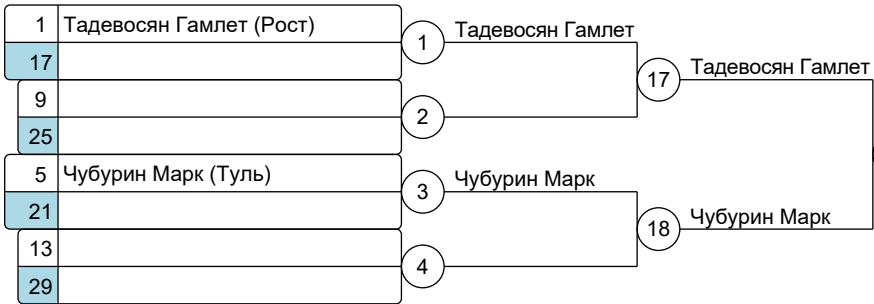 1 Тадевосян Гамлет (Рост)
17
1 Тадевосян Гамлет
17 Тадевосян Гамлет
9
25
2
5 Чубурин Марк (Туль)
21
3 Чубурин Марк
18 Чубурин Марк
13
29
4